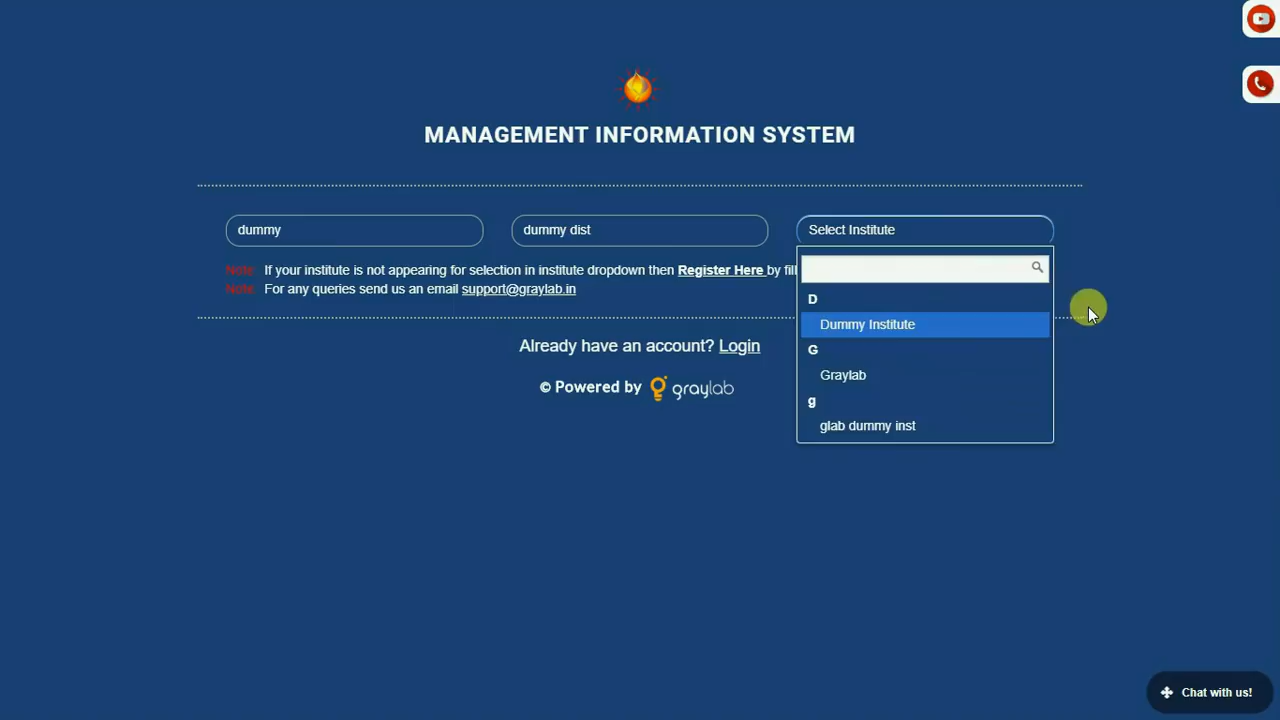 MANAGEMENT INFORMATION SYSTEM
dummy
dummy dist
Select Institute
Note: If your institute is not appearing for selection in institute dropdown then Register Here by fill
Note: For any queries send us an email support@graylab.in
D
Dummy Institute
G
Graylab
g
glab dummy inst
Already have an account? Login
© Powered by graylab
Chat with us!